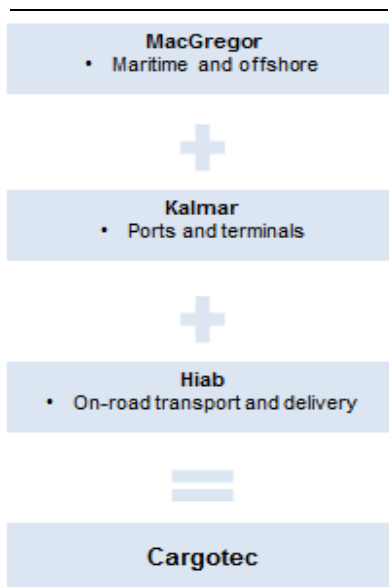 MacGregor
• Maritime and offshore
Kalmar
• Ports and terminals
Hiab
• On-road transport and delivery
Cargotec